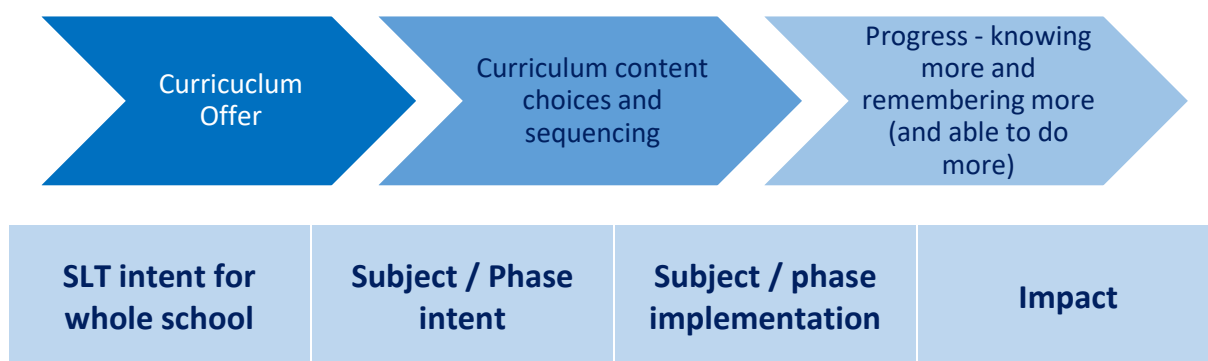 Curricuclum
Offer
Curriculum content
choices and
sequencing
Progress - knowing
more and
remembering more
(and able to do
more)
SLT intent for
whole school
Subject / Phase
intent
Subject / phase
implementation
Impact